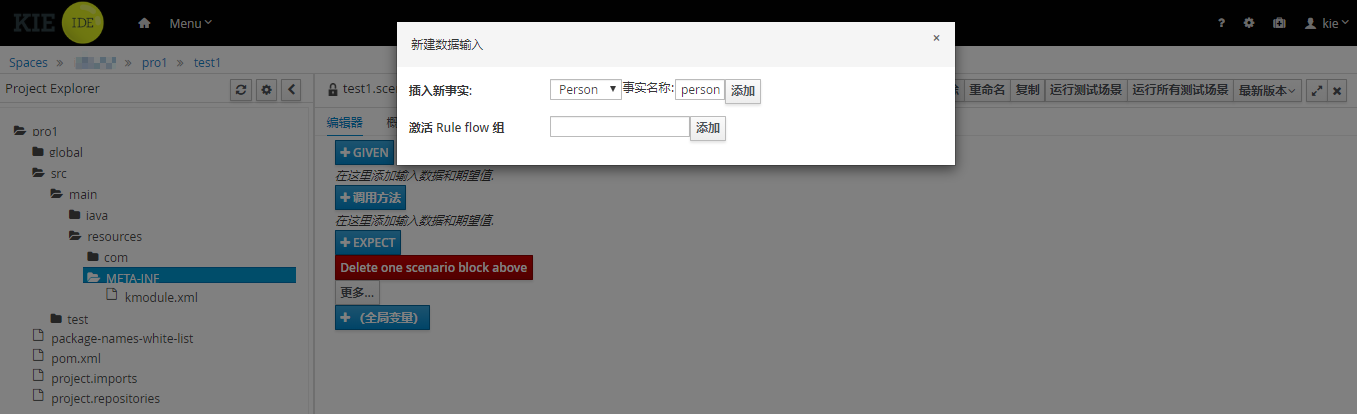 KIE IDE Menu ? kie
Spaces » » pro1 » test1
Project Explorer
test1.sce
重命名 复制 运行测试场景 运行所有测试场景 最新版本
新建数据输入 ×
插入新事实: Person 事实名称: person 添加
激活 Rule flow 组 添加
编辑器
GIVEN
在这里添加输入数据和期望值.
调用方法
在这里添加输入数据和期望值.
EXPECT
Delete one scenario block above
更多...
(全局变量)
pro1
global
src
main
java
resources
com
META-INF
kmodule.xml
test
package-names-white-list
pom.xml
project.imports
project.repositories